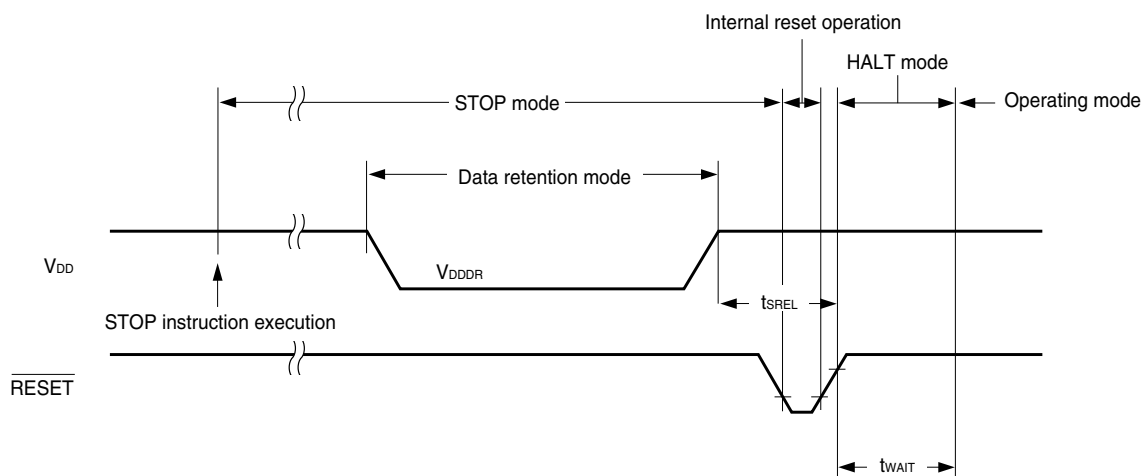 Internal reset operation
HALT mode
STOP mode
Operating mode
Data retention mode
VDD
VDDDR
tSREL
STOP instruction execution
RESET
tWAIT